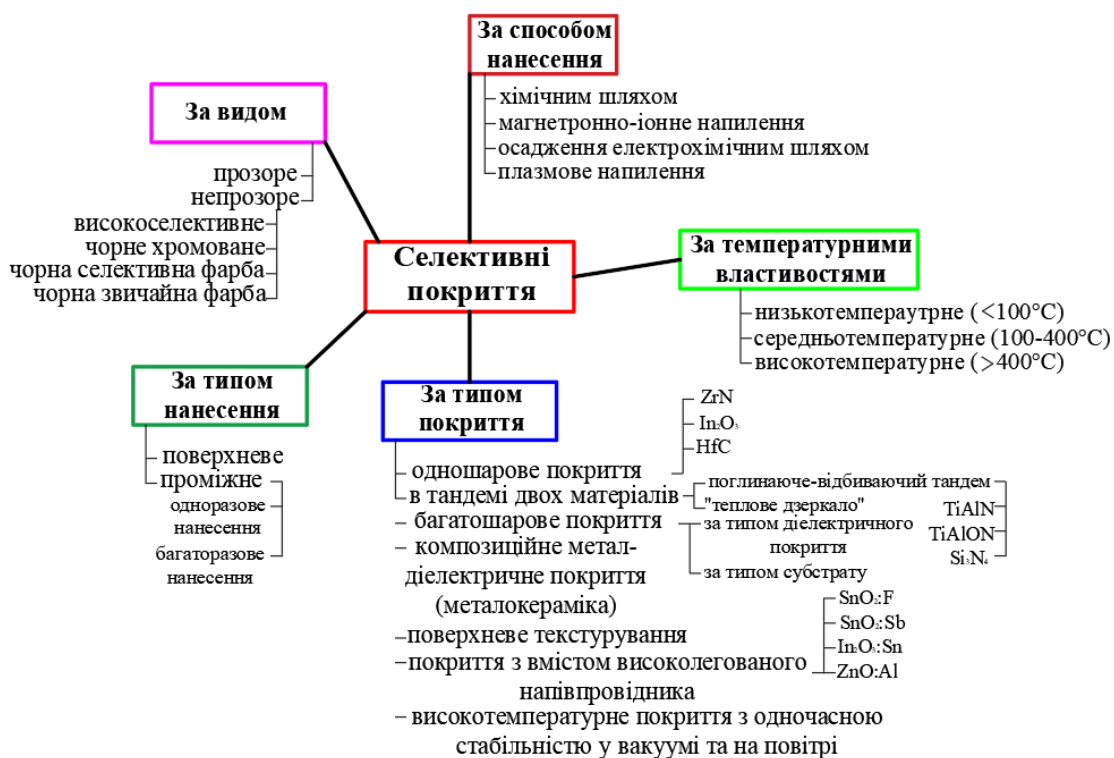 За способом
нанесення
хімічним шляхом
магнетронно-іонне напилення
осадження електрохімічним шляхом
плазмове напилення
За видом
прозоре
непрозоре
високоселективне
чорне хромоване
чорна селективна фарба
чорна звичайна фарба
Селективні
покриття
За температурними
властивостями
низькотемпераутрне (<100°C)
середньотемпературне (100-400°C)
високотемпературне (>400°C)
За типом
нанесення
поверхневе
проміжне
одноразове
нанесення
багаторазове
нанесення
За типом
покриття
одношарове покриття
ZrN
In₂O₃
HfC
в тандемі двох матеріалів
поглинаюче-відбиваючий тандем
"теплове дзеркало"
TiAlN
TiAlON
Si₃N₄
багатошарове покриття
за типом діелектричного
покриття
за типом субстрату
композиційне метал-
діелектричне покриття
(металокераміка)
поверхневе текстурування
покриття з вмістом високолегованого
напівпровідника
SnO₂:F
SnO₂:Sb
In₂O₃:Sn
ZnO:Al
високотемпературне покриття з одночасною
стабільністю у вакуумі та на повітрі